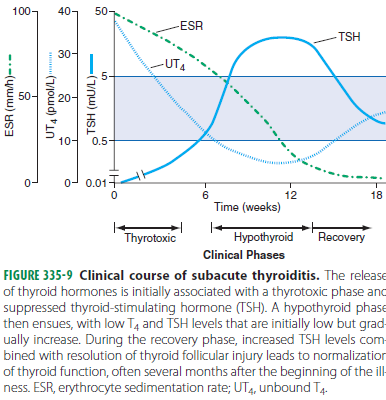 100
40
50
ESR
TSH
UT4
30
5
50
20
ESR (mm/h)
UT4 (pmol/L)
TSH (mU/L)
10
0.5
0
0
0.01
0
6
12
18
Time (weeks)
Thyrotoxic
Hypothyroid
Recovery
Clinical Phases
FIGURE 335-9 Clinical course of subacute thyroiditis. The release
of thyroid hormones is initially associated with a thyrotoxic phase and
suppressed thyroid-stimulating hormone (TSH). A hypothyroid phase
then ensues, with low T4 and TSH levels that are initially low but grad-
ually increase. During the recovery phase, increased TSH levels com-
bined with resolution of thyroid follicular injury leads to normalization
of thyroid function, often several months after the beginning of the ill-
ness. ESR, erythrocyte sedimentation rate; UT4, unbound T4.